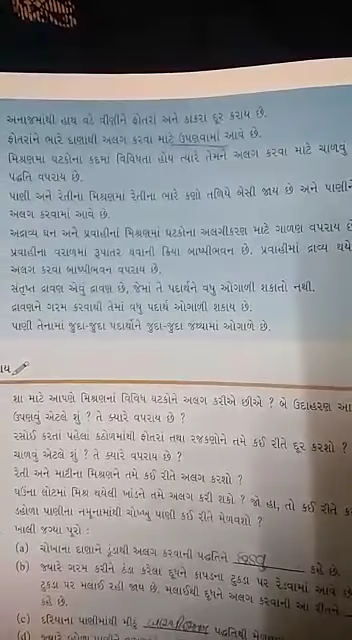 અનાજમાંથી હાથ વડે વીણીને ફોતરાં અને કાંકરા દૂર કરાય છે.
ફોતરાંને ભારે દાણાથી અલગ કરવા માટે ઉપણવામાં આવે છે.
મિશ્રણમાં ઘટકોના કદમાં વિવિધતા હોય ત્યારે તેમને અલગ કરવા માટે ચાળવું
પદ્ધતિ વપરાય છે.
પાણી અને રેતીના મિશ્રણમાં રેતીના ભારે કણો તળિયે બેસી જાય છે અને પાણીને
અલગ કરવામાં આવે છે.
અદ્રાવ્ય ઘન અને પ્રવાહીનાં મિશ્રણમાં ઘટકોના અલગીકરણ માટે ગાળણ વપરાય છે
પ્રવાહીના વરાળમાં રૂપાંતર થવાની ક્રિયા બાષ્પીભવન છે. પ્રવાહીમાં દ્રાવ્ય
અલગ કરવા બાષ્પીભવન વપરાય છે.
સંતૃપ્ત દ્રાવણ એવું દ્રાવણ છે, જેમાં તે પદાર્થને વધુ ઓગાળી શકાતો નથી.
દ્રાવણને ગરમ કરવાથી તેમાં વધુ પદાર્થ ઓગાળી શકાય છે.
પાણી તેનામાં જુદા-જુદા પદાર્થોને જુદા-જુદા જથ્થામાં ઓગાળે છે.
શા માટે આપણે મિશ્રણનાં વિવિધ ઘટકોને અલગ કરીએ છીએ ? બે ઉદાહરણ
ઉપણવું એટલે શું ? તે ક્યારે વપરાય છે ?
રસોઈ કરતાં પહેલાં કઠોળમાંથી ફોતરાં તથા રજકણોને તમે કઈ રીતે દૂર કરશો ?
ચાળવું એટલે શું ? તે ક્યારે વપરાય છે ?
રેતી અને માટીના મિશ્રણને તમે કઈ રીતે અલગ કરશો ?
ઘઉંના લોટમાં મિશ્ર થયેલી ખાંડને તમે અલગ કરી શકો ? જો હા, તો કઈ રીતે
ડહોળા પાણીના નમૂનામાંથી ચોખ્ખુ પાણી કઈ રીતે મેળવશો ?
ખાલી જગ્યા પૂરો :
(a) ચોખાના દાણાને ડૂંડાથી અલગ કરવાની પદ્ધતિને કહે છે.
(b) જ્યારે ગરમ કરીને ઠંડા કરેલા દૂધને કાપડના ટુકડા પર રેડવામાં આવે છે
ટુકડા પર મલાઈ રહી જાય છે. મલાઈથી દૂધને અલગ કરવાની આ રીતને
કહે છે.
(c) દરિયાના પાણીમાંથી મીઠું પદ્ધતિથી
(d) જ્યારે ડહોળા પાણીને